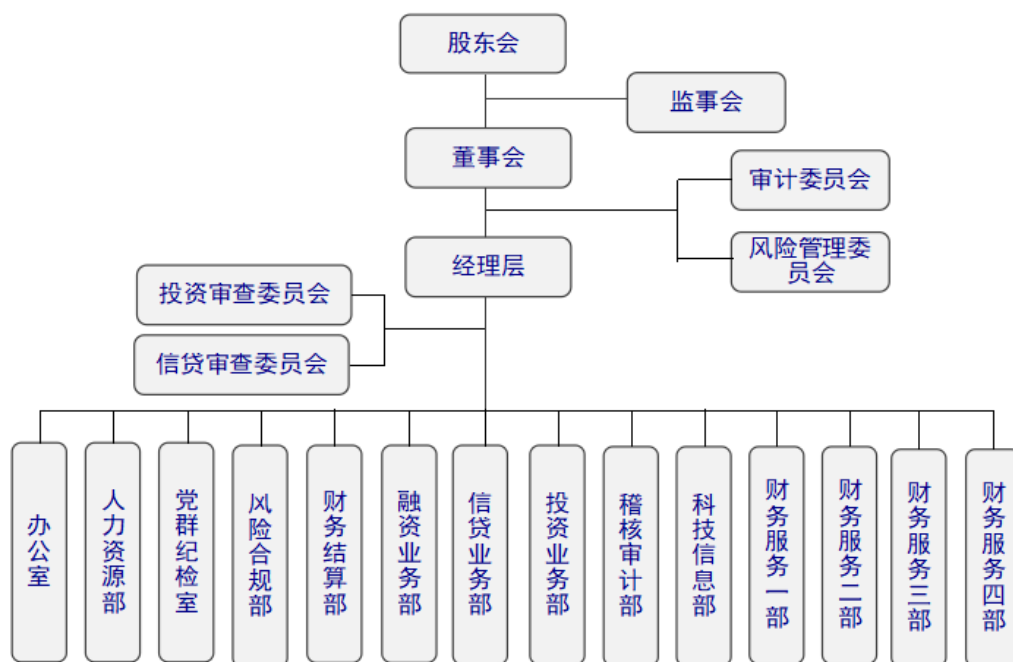 股东会
监事会
董事会
审计委员会
风险管理委
员会
经理层
投资审查委员会
信贷审查委员会
办公室
人力资源部
党群纪检室
风险合规部
财务结算部
融资业务部
信贷业务部
投资业务部
稽核审计部
科技信息部
财务服务一部
财务服务二部
财务服务三部
财务服务四部